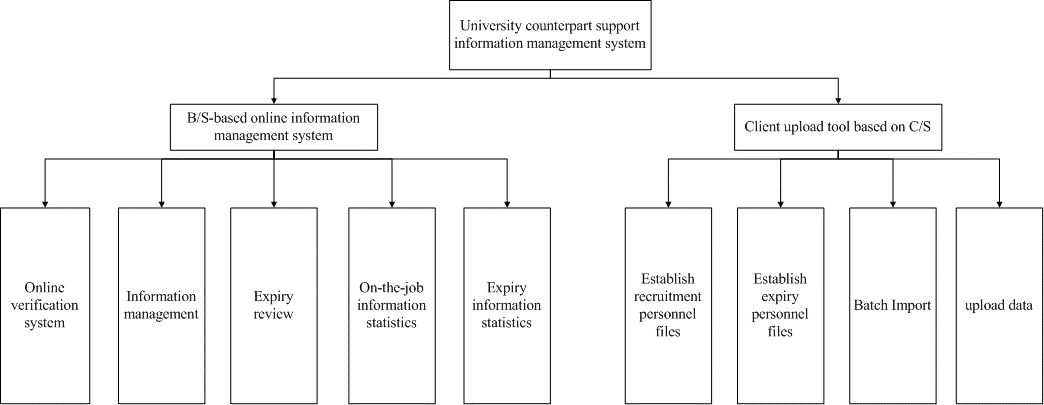 University counterpart support
information management system
B/S-based online information
management system
Client upload tool based on C/S
Online
verification
system
Information
management
Expiry
review
On-the-job
information
statistics
Expiry
information
statistics
Establish
recruitment
personnel
files
Establish
expiry
personnel
files
Batch Import
upload data